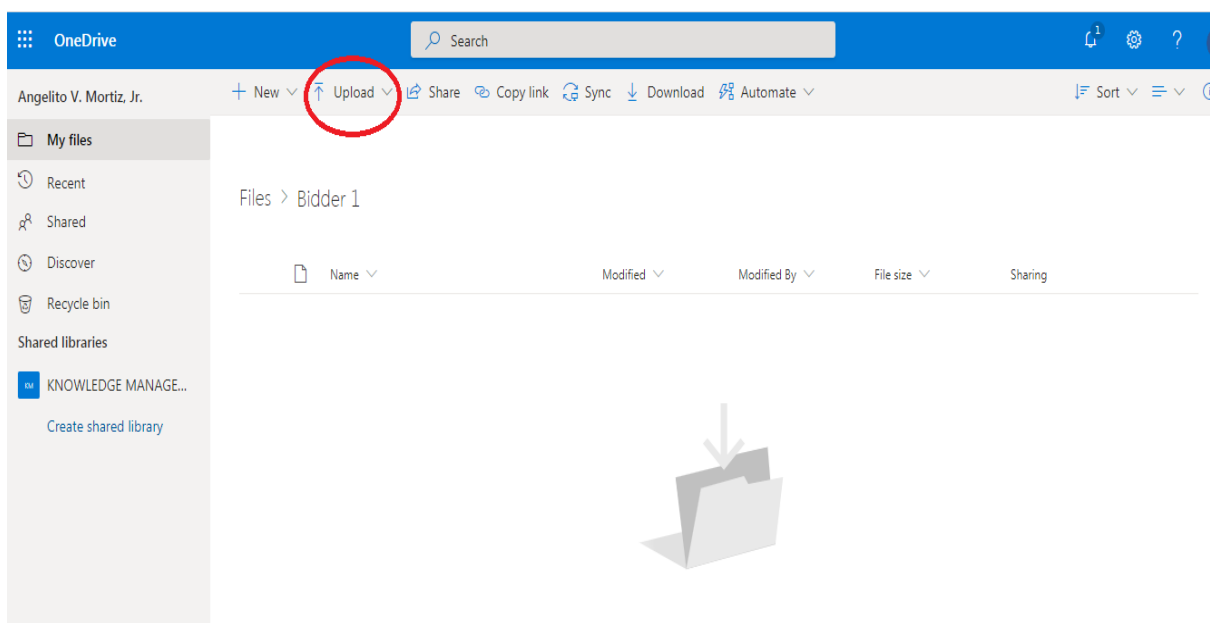 OneDrive
Search
1
?
Angelito V. Mortiz, Jr.
New
Upload
Share
Copy link
Sync
Download
Automate
Sort
My files
Recent
Shared
Discover
Recycle bin
Shared libraries
KM KNOWLEDGE MANAGE...
Create shared library
Files > Bidder 1
Name
Modified
Modified By
File size
Sharing